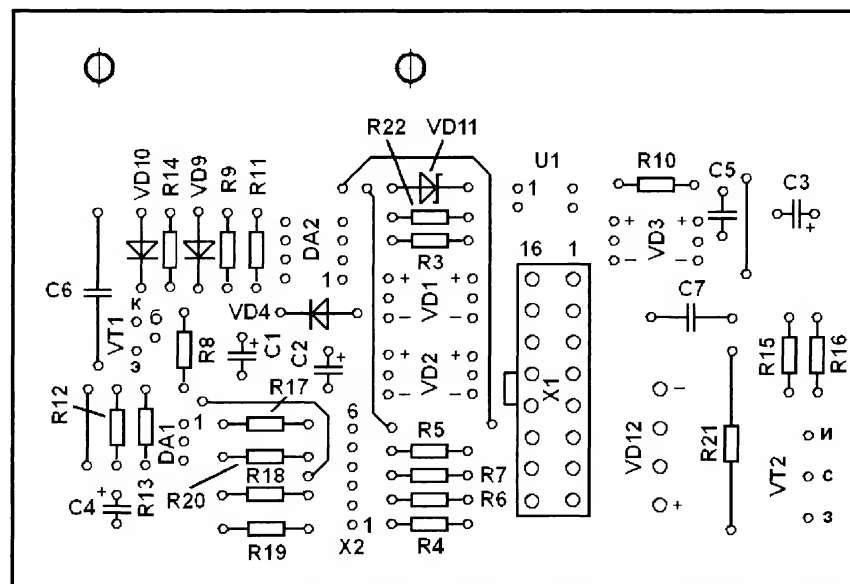 R22 VD11
VD10 R14 VD9 R9 R11
U1
1
R10
C5
C3
+
DA2
1
+ VD3 +
− −
R3
16 1
C6
К
VT1
б
э
VD4
+ VD1 +
− −
C7
R8
+
C1
C2
+
+ VD2 +
− −
X1
R15
R16
R12
R17
DA1
1
6
R5
VD12
−
+
R21
И
VT2
С
З
R20
R18
R7
R6
C4
+
R13
R19
1
X2
R4